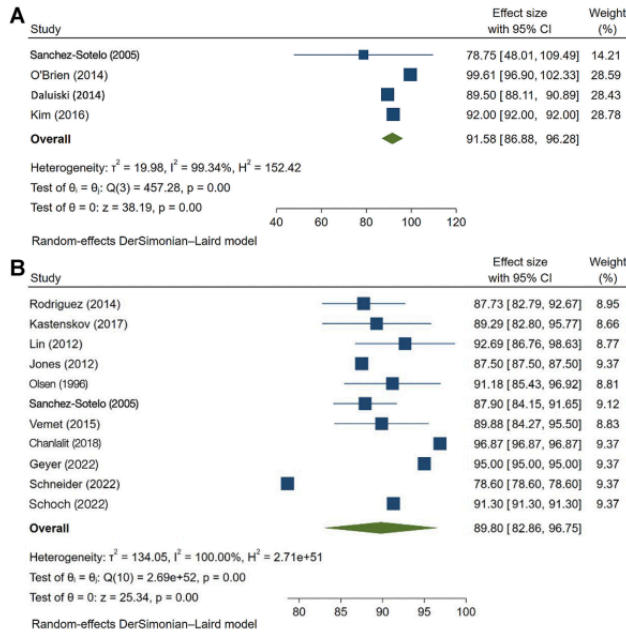 A
Effect size Weight
Study with 95% CI (%)
Sanchez-Sotelo (2005) 78.75 [48.01, 109.49] 14.21
O'Brien (2014) 99.61 [96.90, 102.33] 28.59
Daluiski (2014) 89.50 [88.11, 90.89] 28.43
Kim (2016) 92.00 [92.00, 92.00] 28.78
Overall 91.58 [86.88, 96.28]
Heterogeneity: τ² = 19.98, I² = 99.34%, H² = 152.42
Test of θᵢ = θⱼ: Q(3) = 457.28, p = 0.00
Test of θ = 0: z = 38.19, p = 0.00
40 60 80 100 120
Random-effects DerSimonian–Laird model
B
Effect size Weight
Study with 95% CI (%)
Rodriguez (2014) 87.73 [82.79, 92.67] 8.95
Kastenskov (2017) 89.29 [82.80, 95.77] 8.66
Lin (2012) 92.69 [86.76, 98.63] 8.77
Jones (2012) 87.50 [87.50, 87.50] 9.37
Olsen (1996) 91.18 [85.43, 96.92] 8.81
Sanchez-Sotelo (2005) 87.90 [84.15, 91.65] 9.12
Vemet (2015) 89.88 [84.27, 95.50] 8.83
Chanlalit (2018) 96.87 [96.87, 96.87] 9.37
Geyer (2022) 95.00 [95.00, 95.00] 9.37
Schneider (2022) 78.60 [78.60, 78.60] 9.37
Schoch (2022) 91.30 [91.30, 91.30] 9.37
Overall 89.80 [82.86, 96.75]
Heterogeneity: τ² = 134.05, I² = 100.00%, H² = 2.71e+51
Test of θᵢ = θⱼ: Q(10) = 2.69e+52, p = 0.00
Test of θ = 0: z = 25.34, p = 0.00
80 85 90 95 100
Random-effects DerSimonian–Laird model